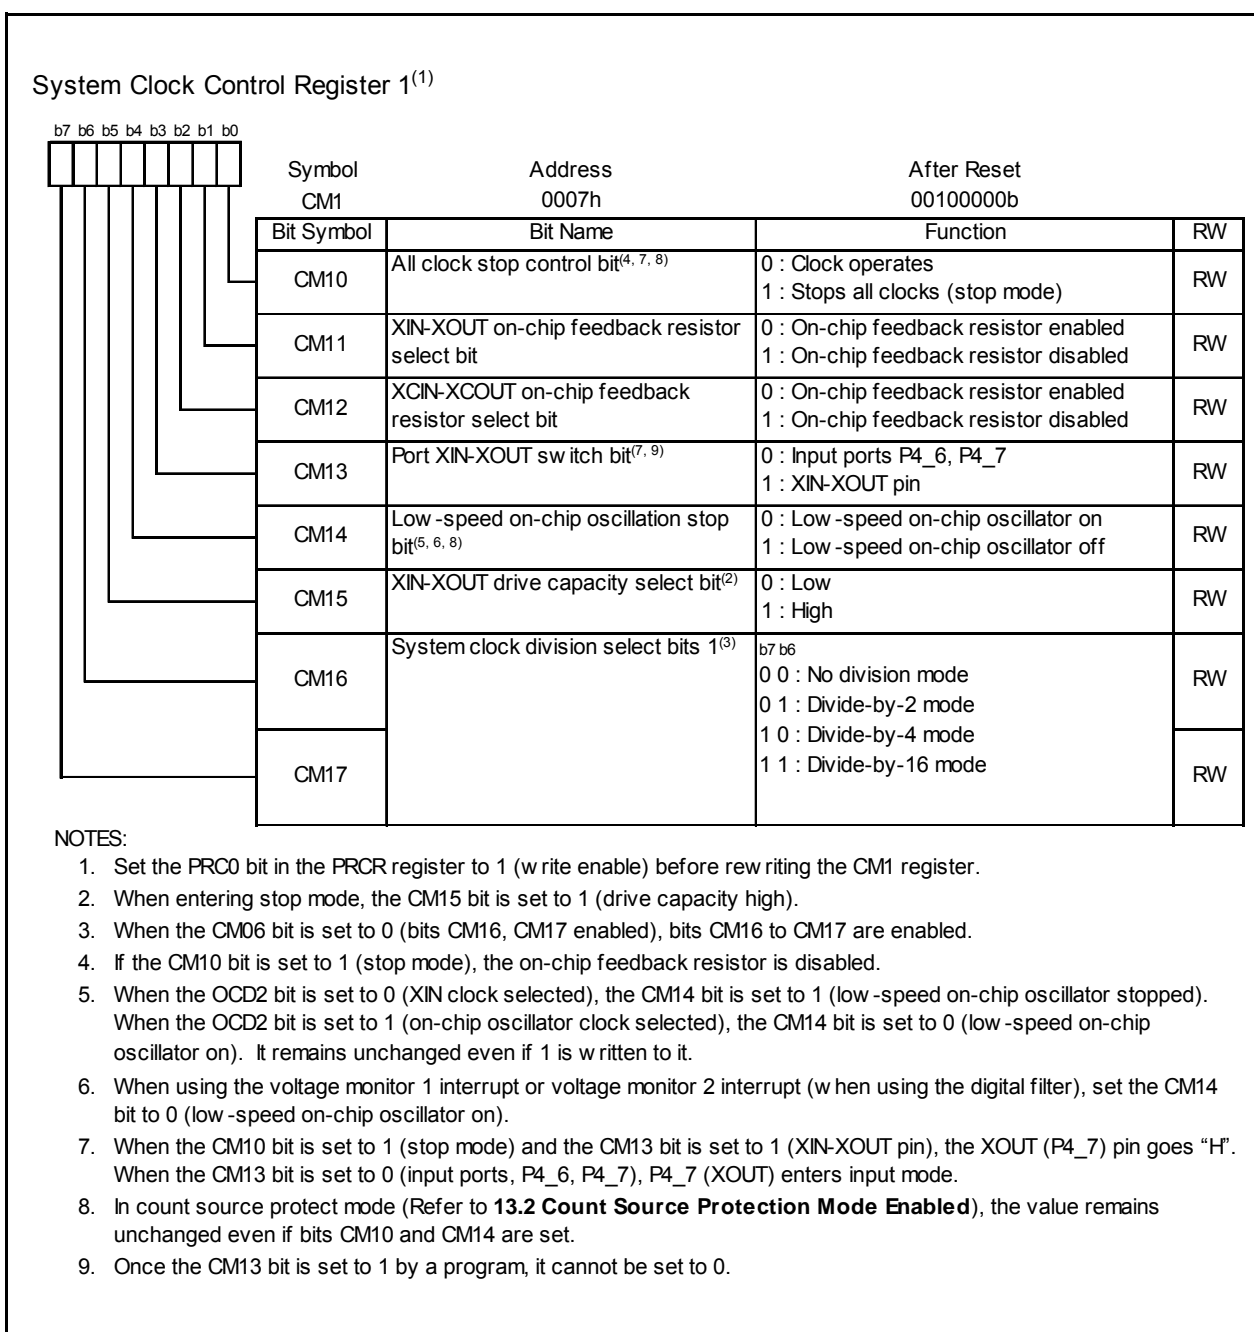 System Clock Control Register 1(1)
b7 b6 b5 b4 b3 b2 b1 b0
Symbol Address After Reset
CM1 0007h 00100000b
Bit Symbol Bit Name Function RW
CM10 All clock stop control bit(4, 7, 8) 0 : Clock operates RW
1 : Stops all clocks (stop mode)
CM11 XIN-XOUT on-chip feedback resistor 0 : On-chip feedback resistor enabled RW
select bit 1 : On-chip feedback resistor disabled
CM12 XCIN-XCOUT on-chip feedback 0 : On-chip feedback resistor enabled RW
resistor select bit 1 : On-chip feedback resistor disabled
CM13 Port XIN-XOUT switch bit(7, 9) 0 : Input ports P4_6, P4_7 RW
1 : XIN-XOUT pin
CM14 Low-speed on-chip oscillation stop 0 : Low-speed on-chip oscillator on RW
bit(5, 6, 8) 1 : Low-speed on-chip oscillator off
CM15 XIN-XOUT drive capacity select bit(2) 0 : Low RW
1 : High
CM16 System clock division select bits 1(3) b7 b6 RW
0 0 : No division mode
0 1 : Divide-by-2 mode
CM17 1 0 : Divide-by-4 mode RW
1 1 : Divide-by-16 mode
NOTES:
1. Set the PRC0 bit in the PRCR register to 1 (write enable) before rewriting the CM1 register.
2. When entering stop mode, the CM15 bit is set to 1 (drive capacity high).
3. When the CM06 bit is set to 0 (bits CM16, CM17 enabled), bits CM16 to CM17 are enabled.
4. If the CM10 bit is set to 1 (stop mode), the on-chip feedback resistor is disabled.
5. When the OCD2 bit is set to 0 (XIN clock selected), the CM14 bit is set to 1 (low-speed on-chip oscillator stopped).
When the OCD2 bit is set to 1 (on-chip oscillator clock selected), the CM14 bit is set to 0 (low-speed on-chip
oscillator on). It remains unchanged even if 1 is written to it.
6. When using the voltage monitor 1 interrupt or voltage monitor 2 interrupt (when using the digital filter), set the CM14
bit to 0 (low-speed on-chip oscillator on).
7. When the CM10 bit is set to 1 (stop mode) and the CM13 bit is set to 1 (XIN-XOUT pin), the XOUT (P4_7) pin goes “H”.
When the CM13 bit is set to 0 (input ports, P4_6, P4_7), P4_7 (XOUT) enters input mode.
8. In count source protect mode (Refer to 13.2 Count Source Protection Mode Enabled), the value remains
unchanged even if bits CM10 and CM14 are set.
9. Once the CM13 bit is set to 1 by a program, it cannot be set to 0.